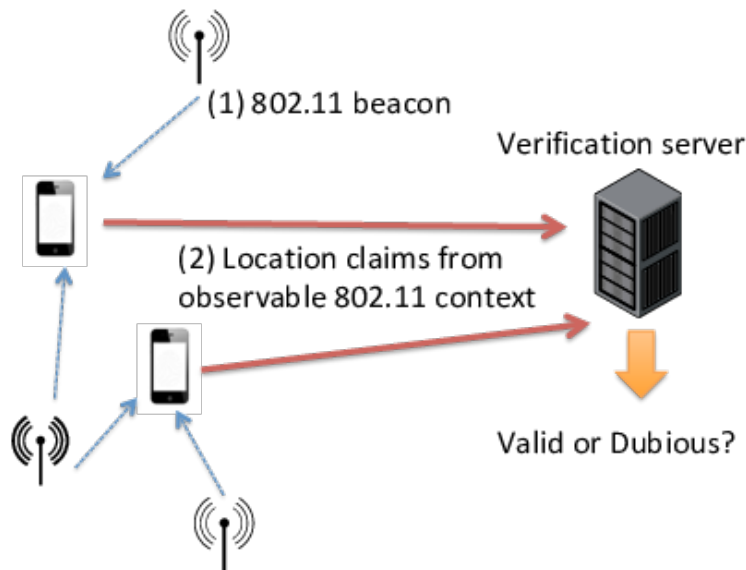 (1) 802.11 beacon
Verification server
(2) Location claims from
observable 802.11 context
Valid or Dubious?